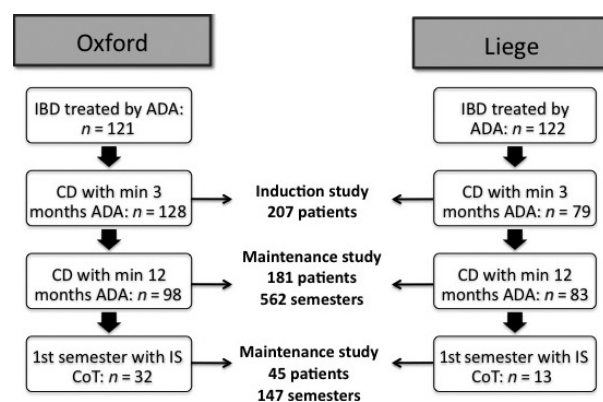 Oxford
IBD treated by ADA:
n = 121
CD with min 3
months ADA: n = 128
CD with min 12
months ADA: n = 98
1st semester with IS
CoT: n = 32
Induction study
207 patients
Maintenance study
181 patients
562 semesters
Maintenance study
45 patients
147 semesters
Liege
IBD treated by
ADA: n = 122
CD with min 3
months ADA: n = 79
CD with min 12
months ADA: n = 83
1st semester with IS
CoT: n = 13